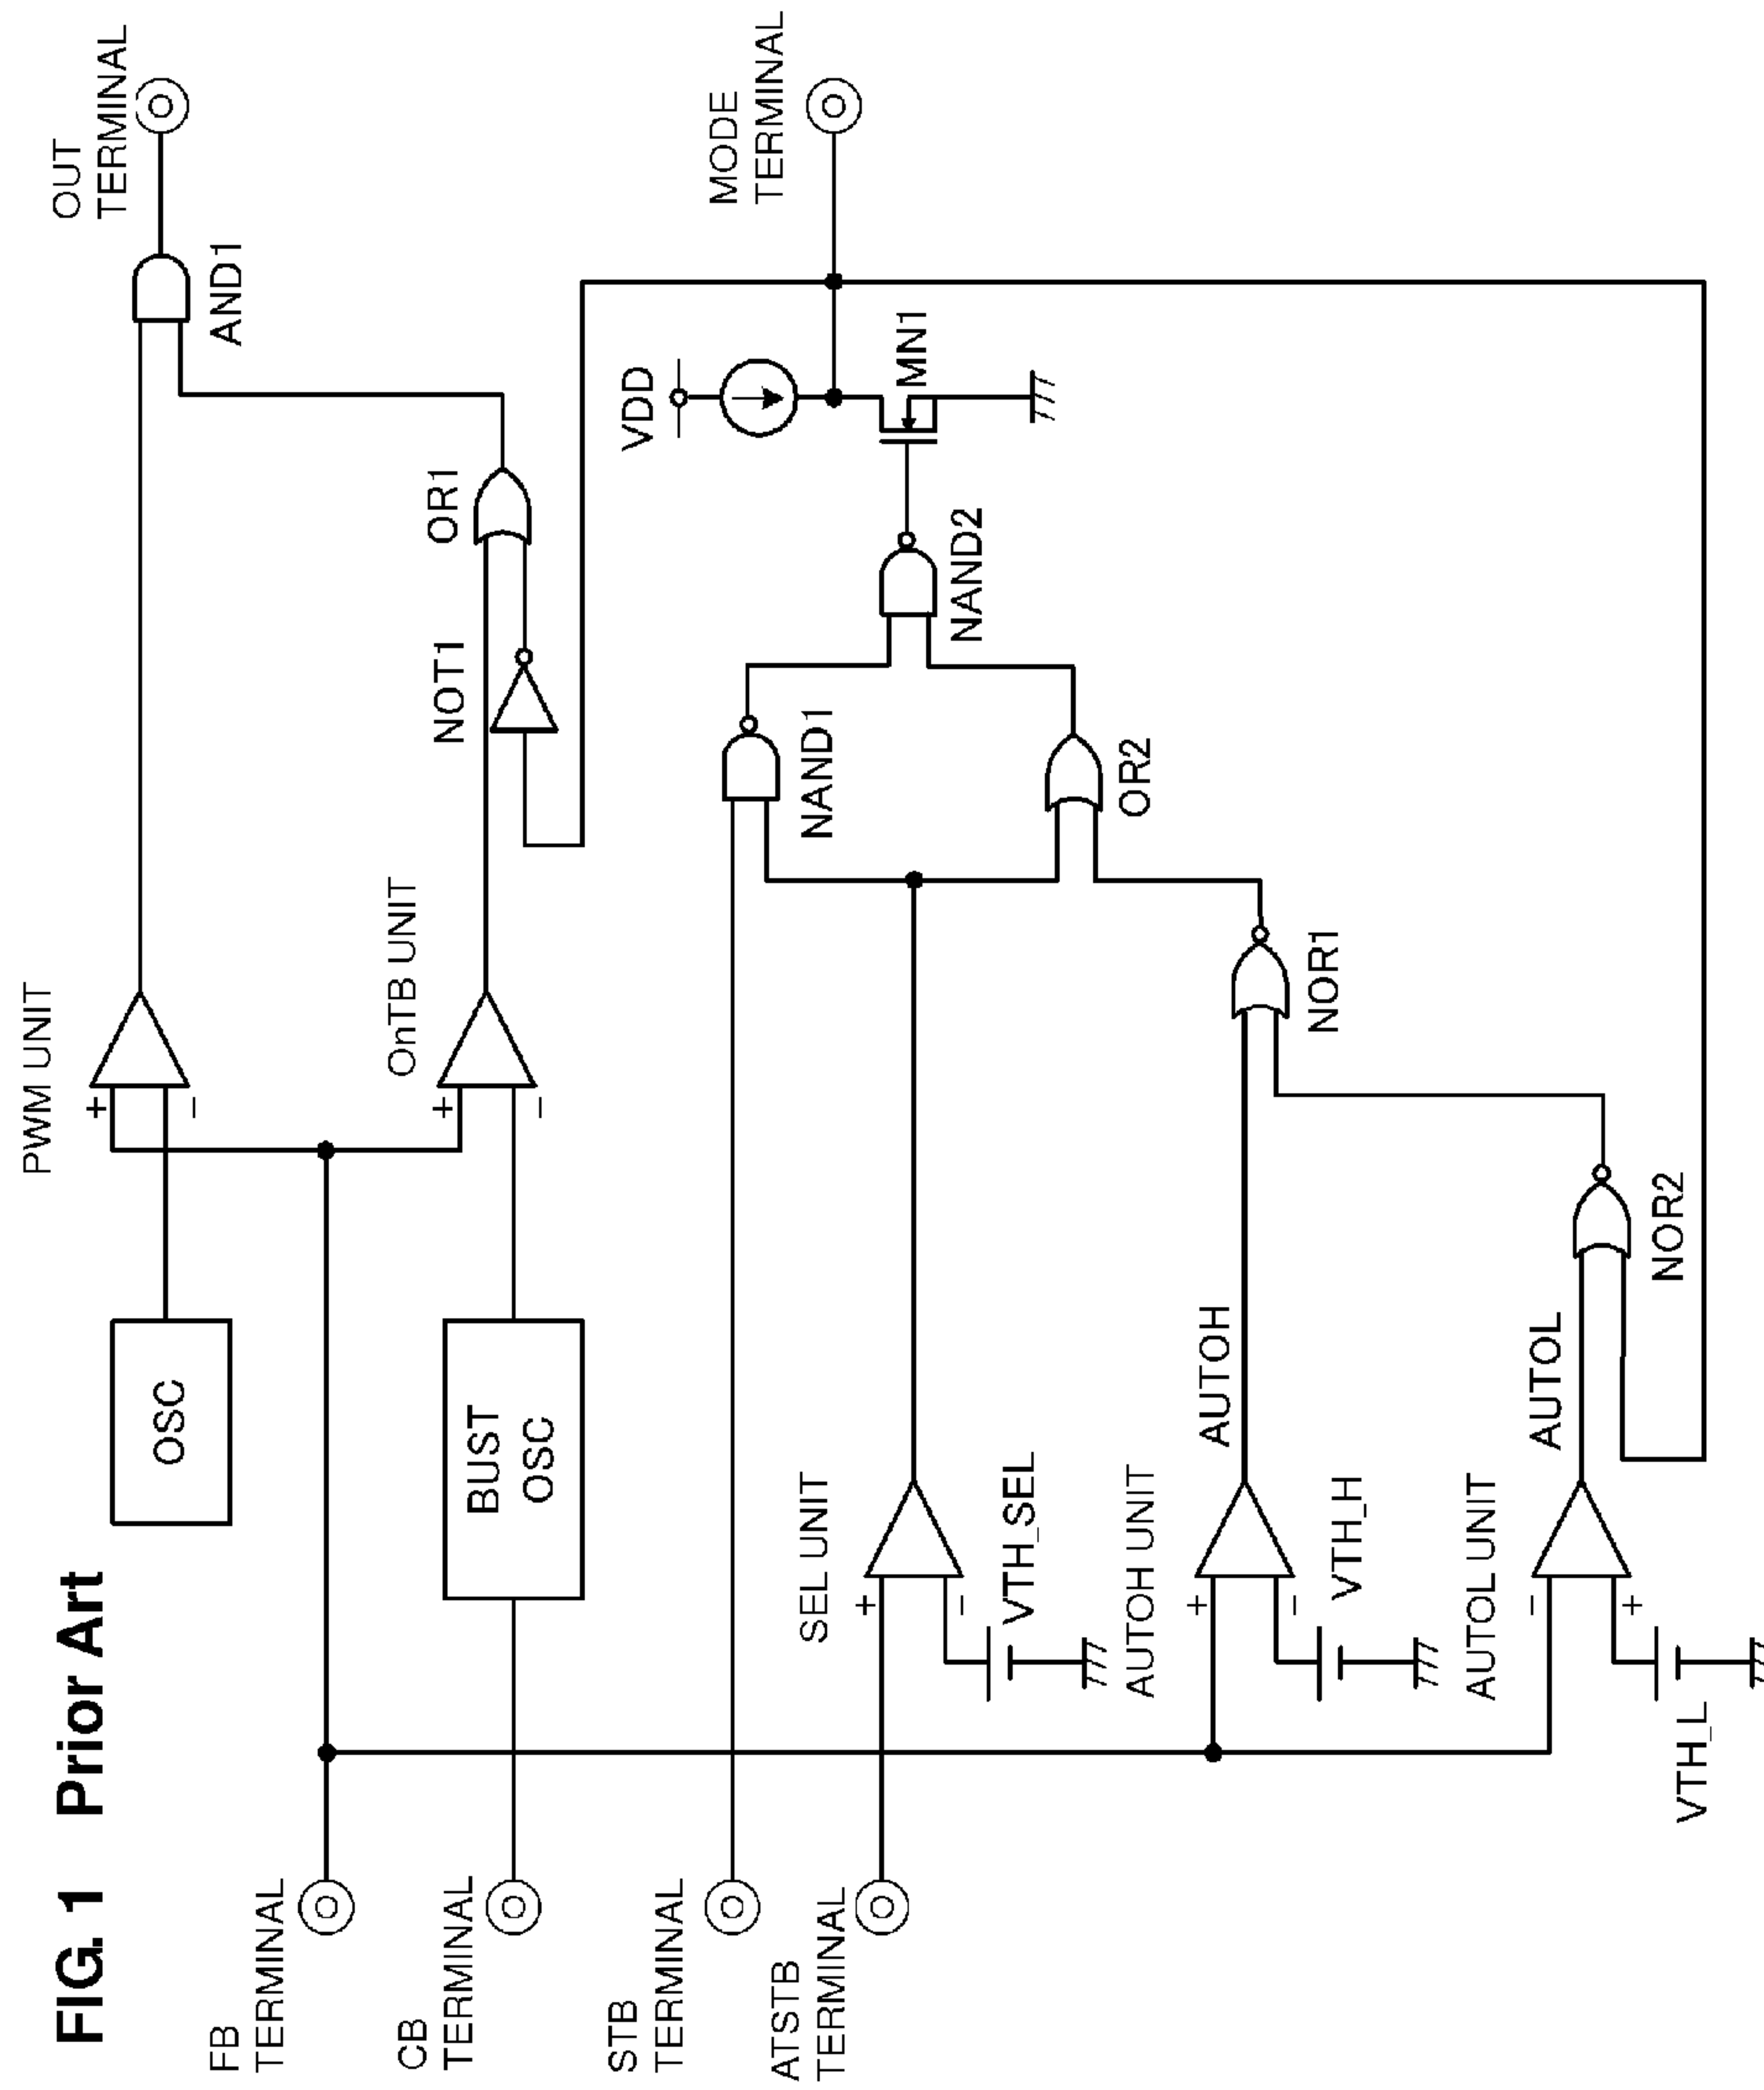 FIG. 1 Prior Art
PWM UNIT
OSC
AND1
OUT
TERMINAL
FB
TERMINAL
OnTB UNIT
BUST
OSC
NOT1
OR1
CB
TERMINAL
VDD
MODE
TERMINAL
STB
TERMINAL
NAND1
MN1
ATSTB
TERMINAL
SEL UNIT
VTH_SEL
NAND2
OR2
AUTOH UNIT
AUTOH
VTH_H
NOR1
AUTOL UNIT
AUTOL
VTH_L
NOR2
+
–
+
–
+
–
+
–
–
+